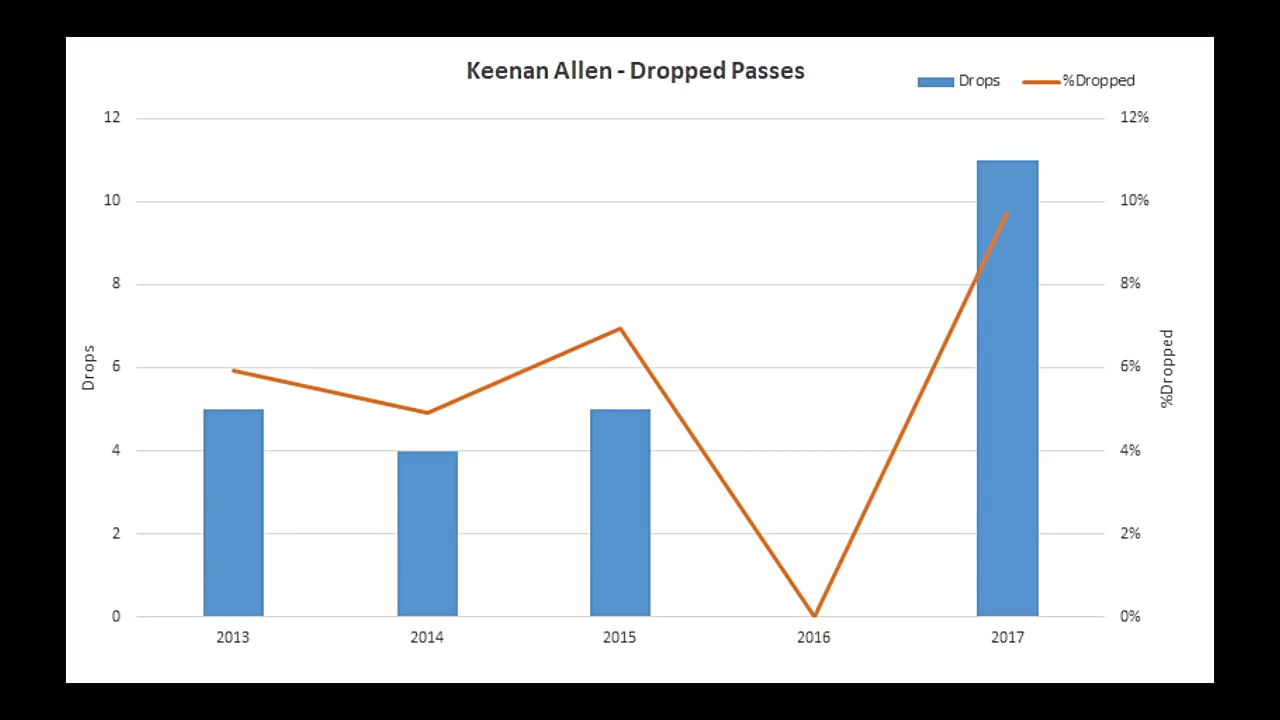 Keenan Allen - Dropped Passes
Drops %Dropped
12 12%
10 10%
8 8%
6 6%
4 4%
2 2%
0 0%
Drops
%Dropped
2013 2014 2015 2016 2017